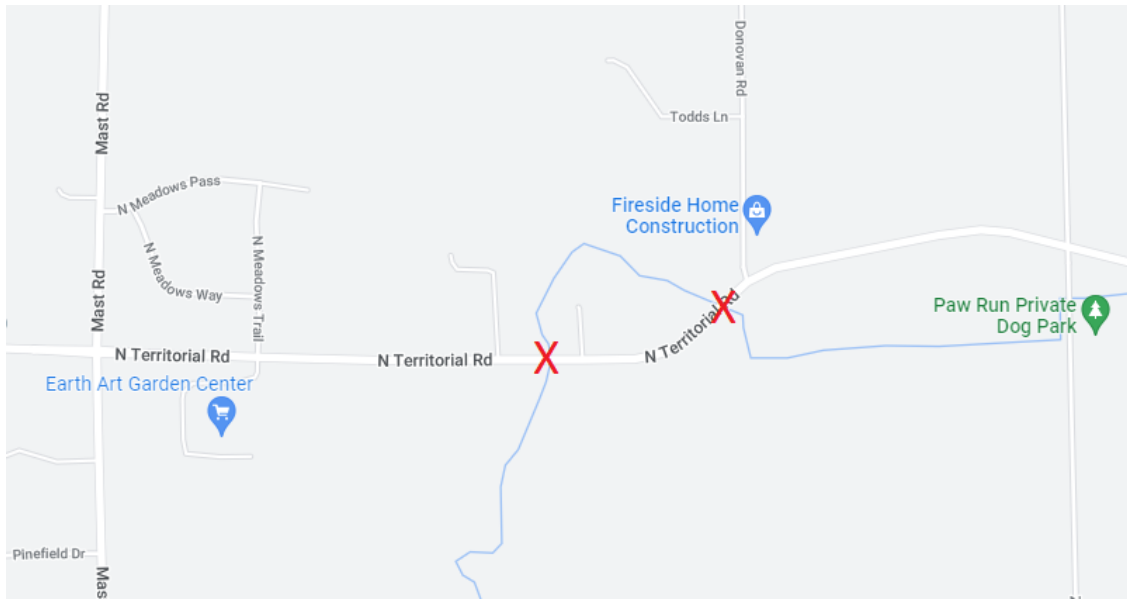 Donovan Rd
Mast Rd
Todds Ln
N Meadows Pass
Fireside Home
Construction
N Meadows Way
N Meadows Trail
Mast Rd
X
N Territorial Rd
Paw Run Private
Dog Park
N Territorial Rd
N Territorial Rd
X
Earth Art Garden Center
Pinefield Dr
Mas